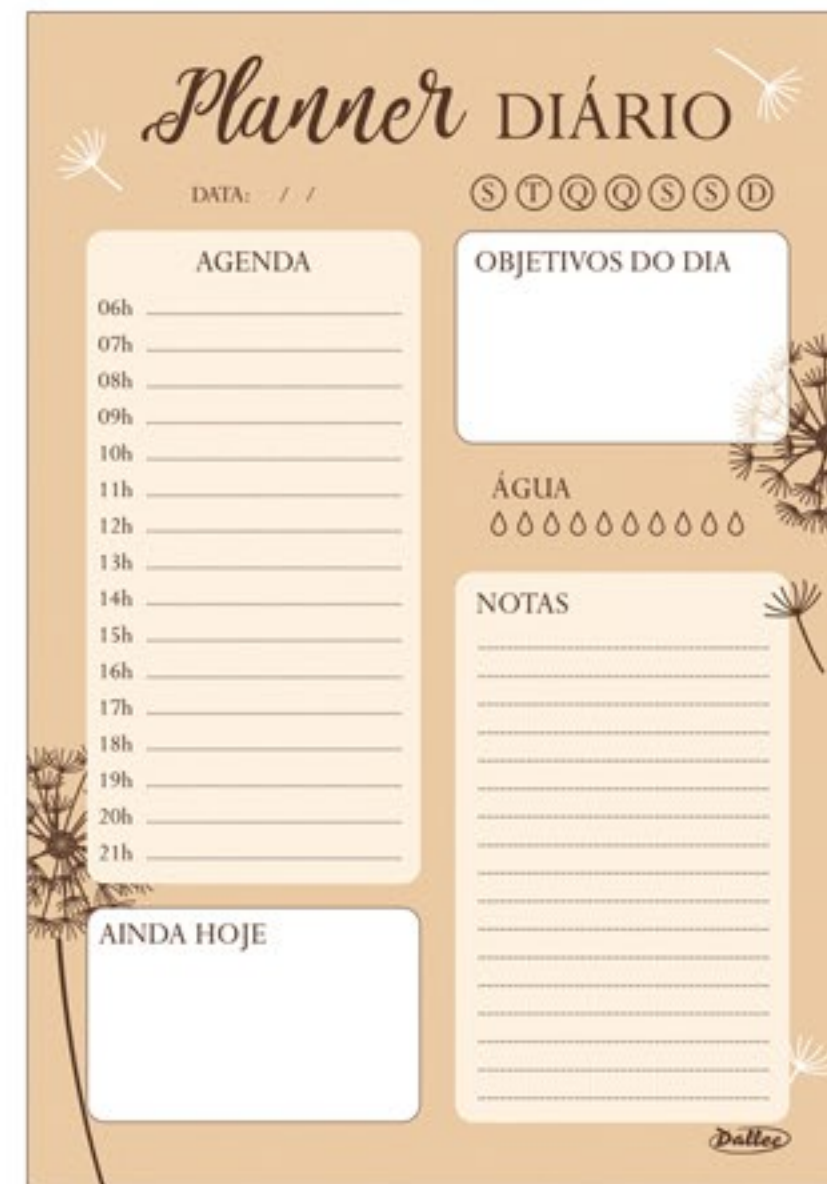 Planner DIÁRIO
DATA: / /
S T Q Q S S D
AGENDA
06h
07h
08h
09h
10h
11h
12h
13h
14h
15h
16h
17h
18h
19h
20h
21h
AINDA HOJE
OBJETIVOS DO DIA
ÁGUA
NOTAS
Dallec